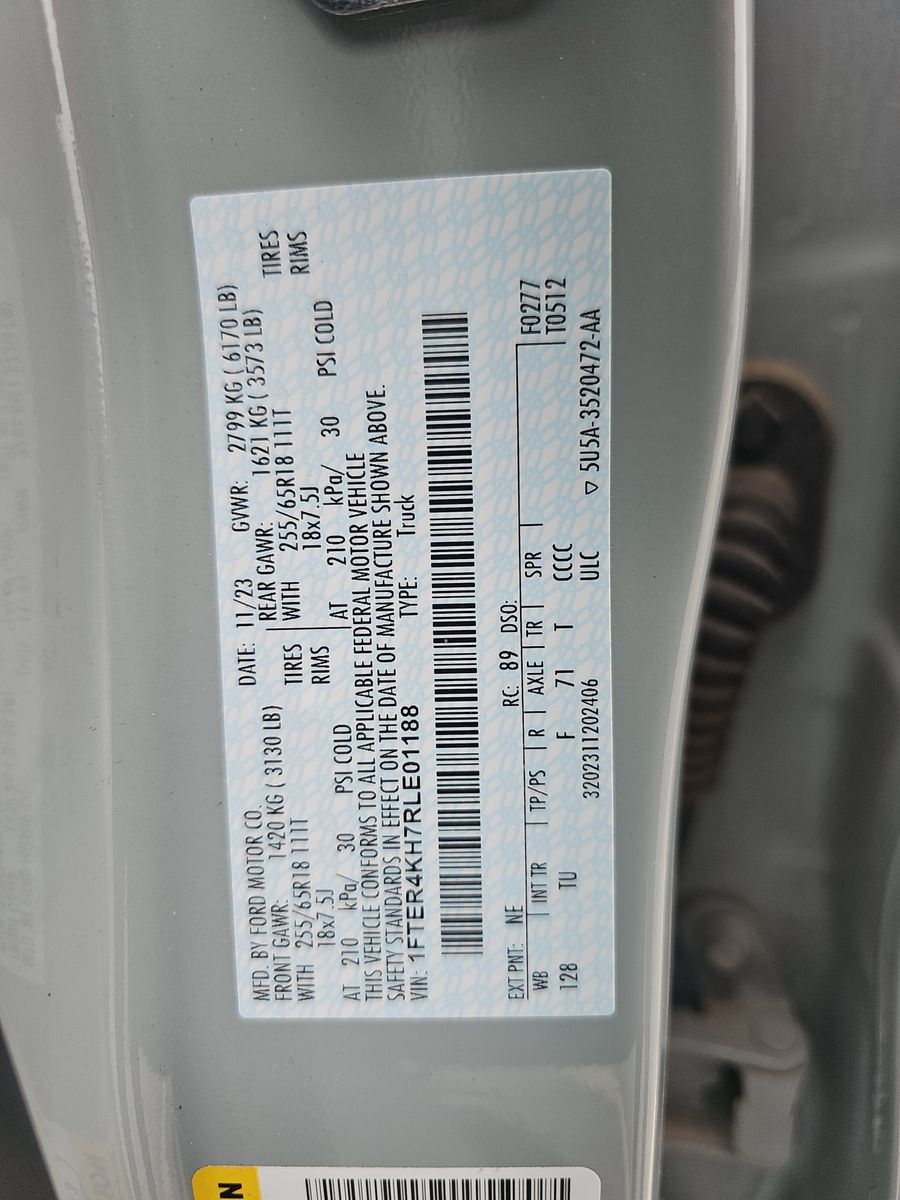 MFD. BY FORD MOTOR CO.
DATE: 11/23 GVWR: 2799 KG ( 6170 LB)
FRONT GAWR: 1420 KG ( 3130 LB) REAR GAWR: 1621 KG ( 3573 LB)
WITH 255/65R18 111T TIRES WITH 255/65R18 111T TIRES
18x7.5J RIMS 18x7.5J RIMS
AT 210 kPa/ 30 PSI COLD AT 210 kPa/ 30 PSI COLD
THIS VEHICLE CONFORMS TO ALL APPLICABLE FEDERAL MOTOR VEHICLE
SAFETY STANDARDS IN EFFECT ON THE DATE OF MANUFACTURE SHOWN ABOVE.
VIN: 1FTER4KH7RLE01188 TYPE: Truck
EXT PNT: NE RC: 89 DSO: F0277
WB INT TR TP/PS R AXLE TR SPR T0512
128 TU F 71 T CCCC
3202311202406 ULC ▽ 5U5A-3520472-AA
N